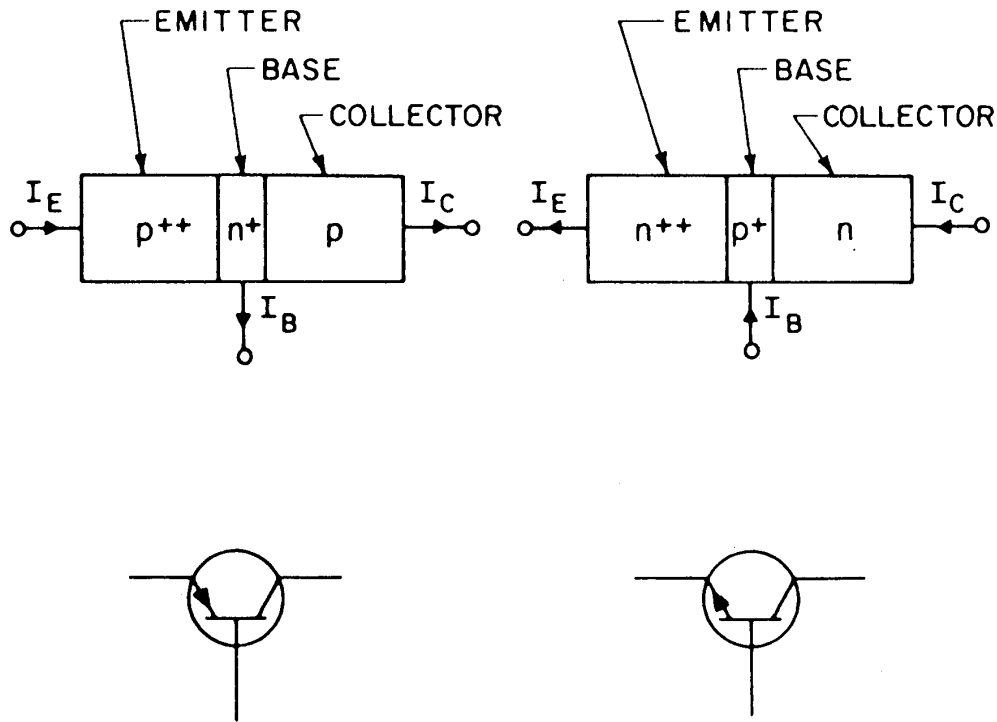 EMITTER
BASE
COLLECTOR
I_E
p++
n+
p
I_C
I_B
EMITTER
BASE
COLLECTOR
I_E
n++
p+
n
I_C
I_B